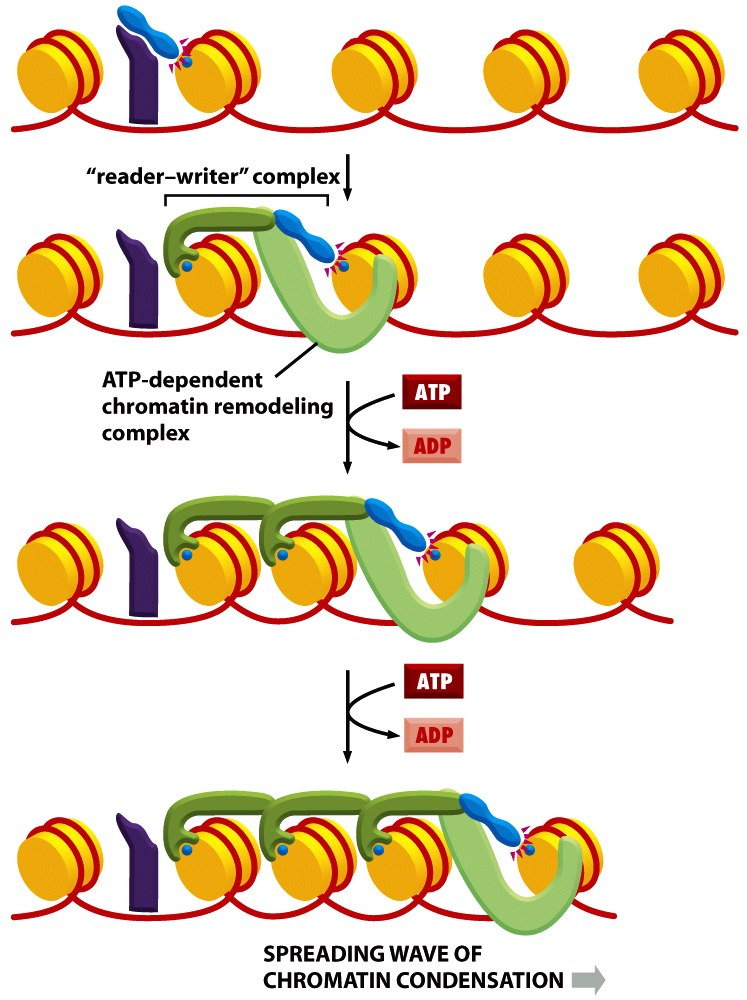 “reader–writer” complex
ATP-dependent
chromatin remodeling
complex
ATP
ADP
ATP
ADP
SPREADING WAVE OF
CHROMATIN CONDENSATION